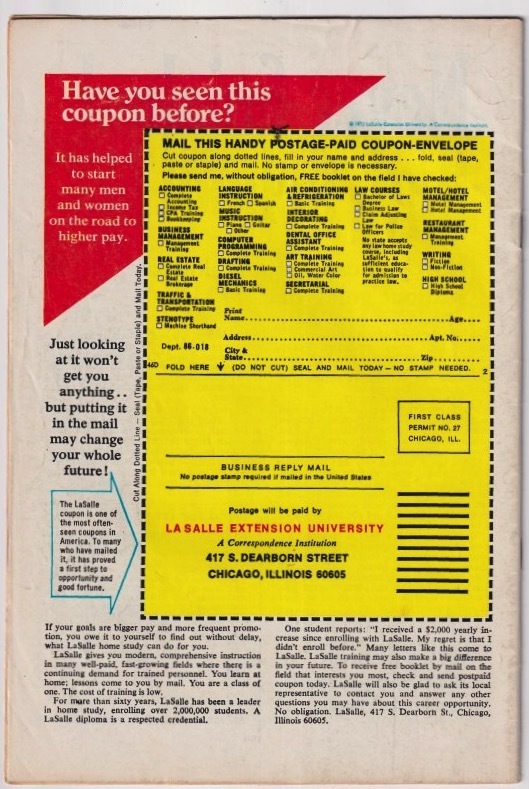 Have you seen this
coupon before?
It has helped
to start
many men
and women
on the road to
higher pay.
Just looking
at it won't
get you
anything . .
but putting it
in the mail
may change
your whole
future!
The LaSalle
coupon is one of
the most often-
seen coupons in
America. To many
who have mailed
it, it has proved
a first step to
opportunity and
good fortune.
LaSalle Extension University, A Correspondence Institution
MAIL THIS HANDY POSTAGE-PAID COUPON-ENVELOPE
Cut coupon along dotted lines, fill in your name and address . . . fold, seal (tape,
paste or staple) and mail. No stamp or envelope is necessary.
Please send me, without obligation, FREE booklet on the field I have checked:
ACCOUNTING
Complete
Accounting
Income Tax
CPA Training
Bookkeeping
BUSINESS
MANAGEMENT
Management
Training
REAL ESTATE
Complete Real
Estate
Real Estate
Brokerage
TRAFFIC &
TRANSPORTATION
Complete Training
STENOTYPE
Machine Shorthand
LANGUAGE
INSTRUCTION
French Spanish
MUSIC
INSTRUCTION
Piano Guitar
Other
COMPUTER
PROGRAMMING
Complete Training
DRAFTING
Complete Training
DIESEL
MECHANICS
Basic Training
AIR CONDITIONING
& REFRIGERATION
Basic Training
INTERIOR
DECORATING
Complete Training
DENTAL OFFICE
ASSISTANT
Complete Training
ART TRAINING
Complete Training
Commercial Art
Oil, Water Color
SECRETARIAL
Complete Training
LAW COURSES
Bachelor of Laws
Degree
Business Law
Claim Adjusting
Law
Law for Police
Officers
No state accepts
any law home study
course, including
LaSalle's, as
sufficient educa-
tion to qualify
for admission to
practice law.
MOTEL/HOTEL
MANAGEMENT
Motel Management
Hotel Management
RESTAURANT
MANAGEMENT
Management
Training
WRITING
Fiction
Non-Fiction
HIGH SCHOOL
High School
Diploma
Print
Name Age
Address Apt. No.
Dept. 86-018
City &
State Zip
46D FOLD HERE (DO NOT CUT) SEAL AND MAIL TODAY – NO STAMP NEEDED. 2
Cut Along Dotted Line — Seal (Tape, Paste or Staple) and Mail Today.
FIRST CLASS
PERMIT NO. 27
CHICAGO, ILL.
BUSINESS REPLY MAIL
No postage stamp required if mailed in the United States
Postage will be paid by
LA SALLE EXTENSION UNIVERSITY
A Correspondence Institution
417 S. DEARBORN STREET
CHICAGO, ILLINOIS 60605
If your goals are bigger pay and more frequent promo-
tion, you owe it to yourself to find out without delay,
what LaSalle home study can do for you.
LaSalle gives you modern, comprehensive instruction
in many well-paid, fast-growing fields where there is a
continuing demand for trained personnel. You learn at
home; lessons come to you by mail. You are a class of
one. The cost of training is low.
For more than sixty years, LaSalle has been a leader
in home study, enrolling over 2,000,000 students. A
LaSalle diploma is a respected credential.
One student reports: "I received a $2,000 yearly in-
crease since enrolling with LaSalle. My regret is that I
didn't enroll before." Many letters like this come to
LaSalle. LaSalle training may also make a big difference
in your future. To receive free booklet by mail on the
field that interests you most, check and send postpaid
coupon today. LaSalle will also be glad to ask its local
representative to contact you and answer any other
questions you may have about this career opportunity.
No obligation. LaSalle, 417 S. Dearborn St., Chicago,
Illinois 60605.